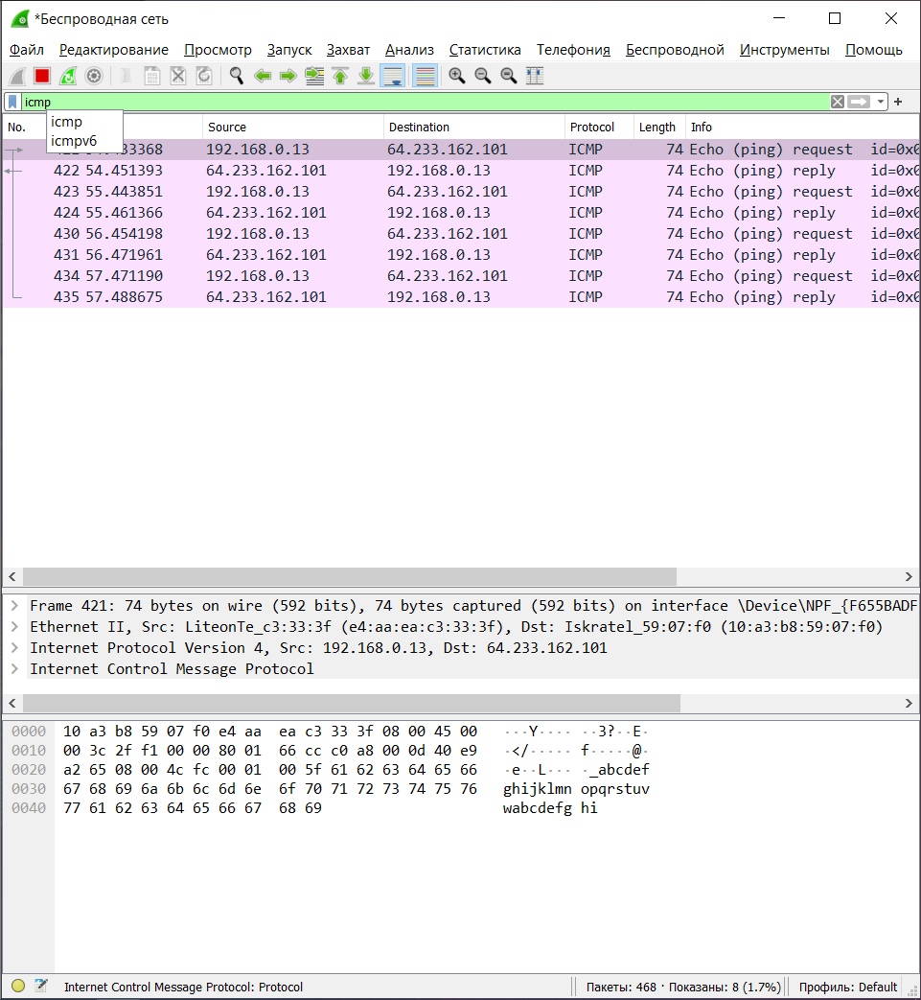 *Беспроводная сеть
Файл Редактирование Просмотр Запуск Захват Анализ Статистика Телефония Беспроводной Инструменты Помощь
icmp
No. Source Destination Protocol Length Info
icmp
icmpv6
192.168.0.13 64.233.162.101 ICMP 74 Echo (ping) request id=0x0
422 54.451393 64.233.162.101 192.168.0.13 ICMP 74 Echo (ping) reply id=0x0
423 55.443851 192.168.0.13 64.233.162.101 ICMP 74 Echo (ping) request id=0x0
424 55.461366 64.233.162.101 192.168.0.13 ICMP 74 Echo (ping) reply id=0x0
430 56.454198 192.168.0.13 64.233.162.101 ICMP 74 Echo (ping) request id=0x0
431 56.471961 64.233.162.101 192.168.0.13 ICMP 74 Echo (ping) reply id=0x0
434 57.471190 192.168.0.13 64.233.162.101 ICMP 74 Echo (ping) request id=0x0
435 57.488675 64.233.162.101 192.168.0.13 ICMP 74 Echo (ping) reply id=0x0
Frame 421: 74 bytes on wire (592 bits), 74 bytes captured (592 bits) on interface \Device\NPF_{F655BADF
Ethernet II, Src: LiteonTe_c3:33:3f (e4:aa:ea:c3:33:3f), Dst: Iskratel_59:07:f0 (10:a3:b8:59:07:f0)
Internet Protocol Version 4, Src: 192.168.0.13, Dst: 64.233.162.101
Internet Control Message Protocol
0000 10 a3 b8 59 07 f0 e4 aa ea c3 33 3f 08 00 45 00 ···Y···· ··3?··E·
0010 00 3c 2f f1 00 00 80 01 66 cc c0 a8 00 0d 40 e9 ·</····· f·····@·
0020 a2 65 08 00 4c fc 00 01 00 5f 61 62 63 64 65 66 ·e··L··· ·_abcdef
0030 67 68 69 6a 6b 6c 6d 6e 6f 70 71 72 73 74 75 76 ghijklmn opqrstuv
0040 77 61 62 63 64 65 66 67 68 69 wabcdefg hi
Internet Control Message Protocol: Protocol Пакеты: 468 · Показаны: 8 (1.7%) Профиль: Default